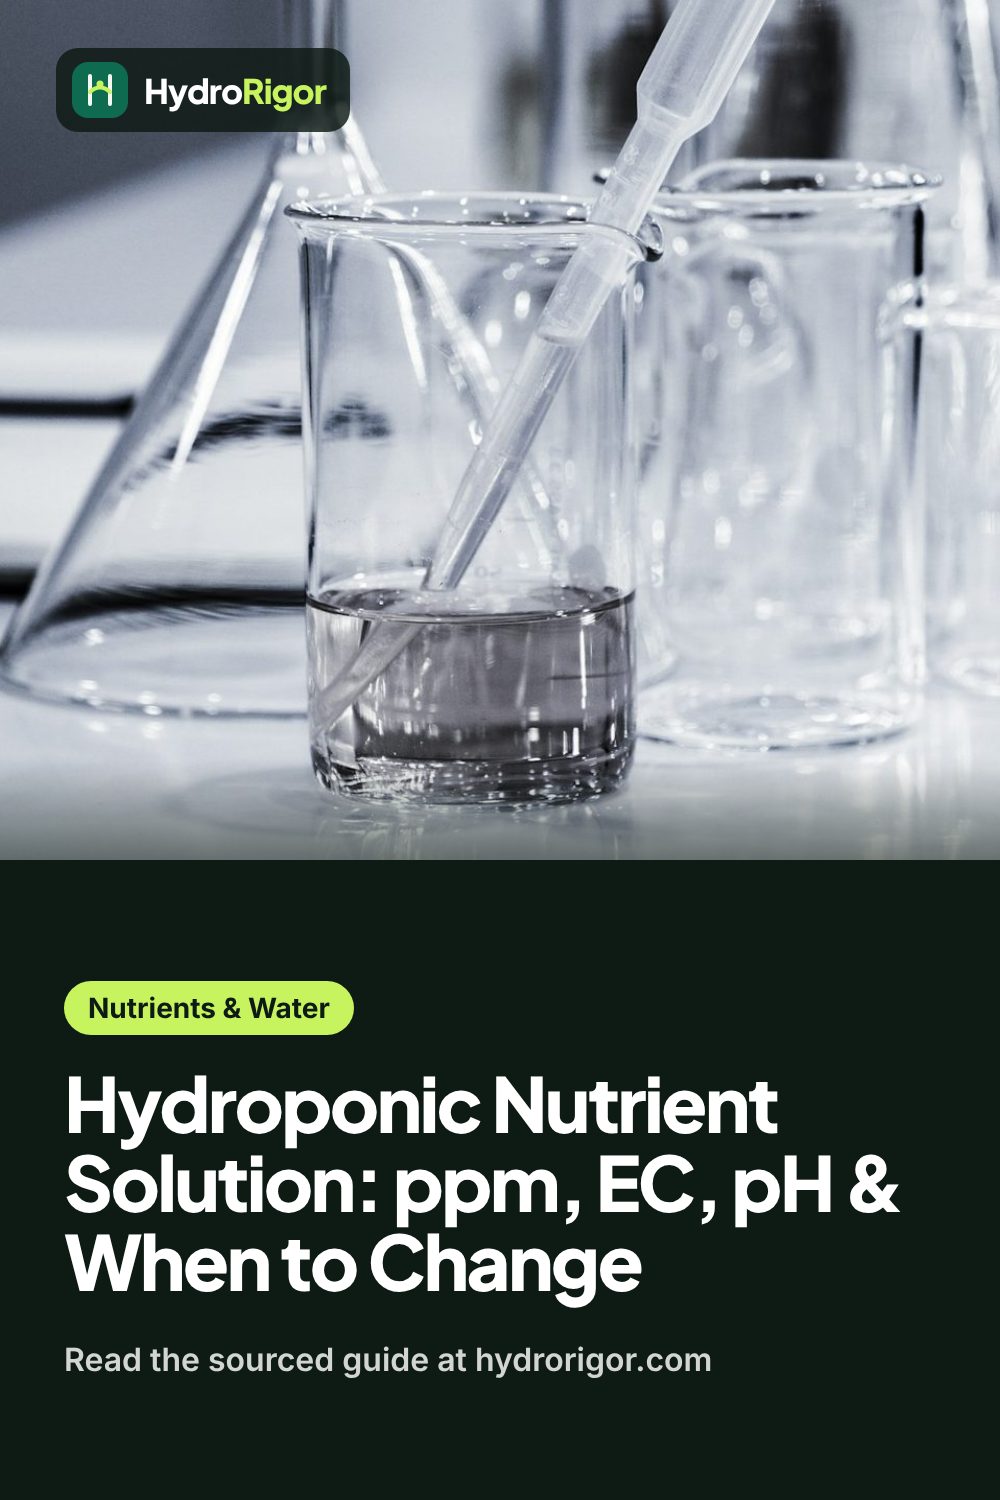 HydroRigor
Nutrients & Water
Hydroponic Nutrient
Solution: ppm, EC, pH &
When to Change
Read the sourced guide at hydrorigor.com